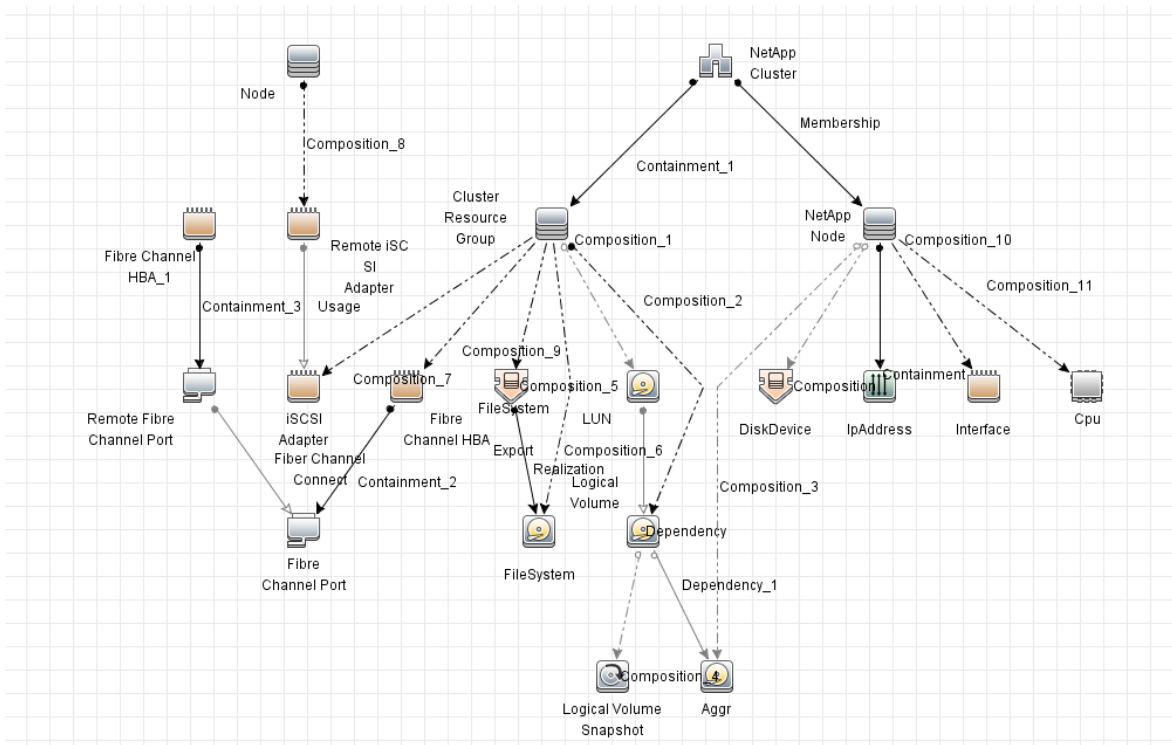 NetApp
Cluster
Node
Membership
Composition_8
Containment_1
Cluster
Resource
Group
NetApp
Node
Fibre Channel
HBA_1
Remote iSC
SI
Adapter
Composition_1
Composition_10
Containment_3
Usage
Composition_2
Composition_11
Composition_9
Composition_7
Composition_5
Composition
Containment
FileSystem
Remote Fibre
Channel Port
iSCSI
Adapter
Fibre
Channel HBA
LUN
DiskDevice
IpAddress
Interface
Cpu
Fiber Channel
Connect
Containment_2
Export
Realization
Composition_6
Logical
Volume
Composition_3
Dependency
Fibre
Channel Port
FileSystem
Dependency_1
Composition_4
Logical Volume
Snapshot
Aggr